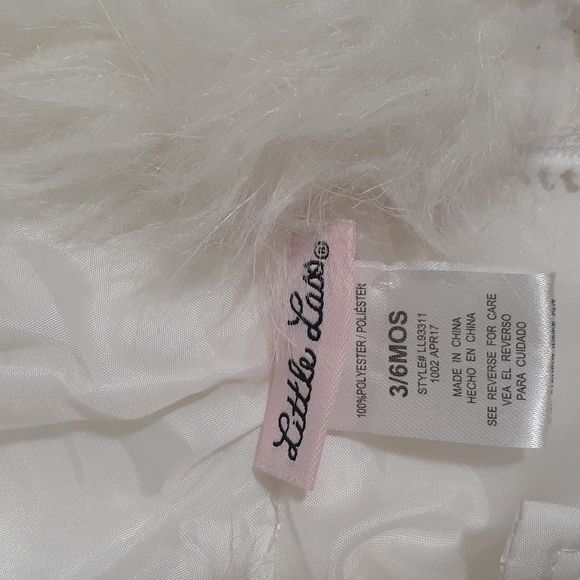 Little Lass®
100%POLYESTER / POLIÉSTER
3/6MOS
STYLE# LL93311
1002 APR17
MADE IN CHINA
HECHO EN CHINA
SEE REVERSE FOR CARE
VEA EL REVERSO
PARA CUIDADO